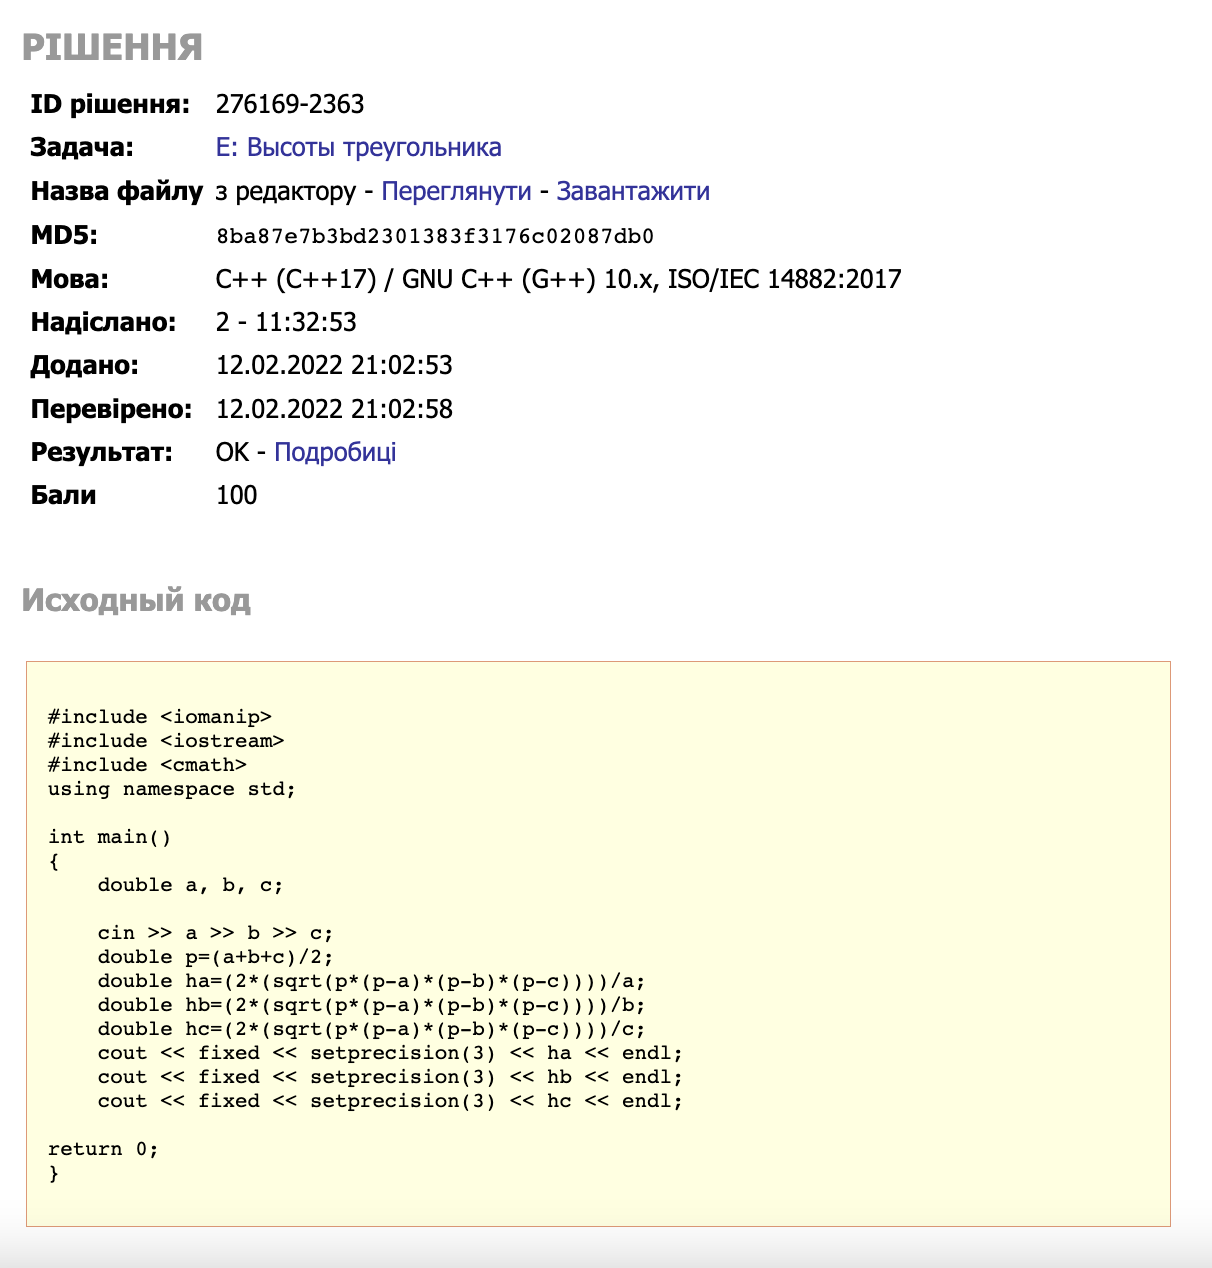 РІШЕННЯ
ID рішення: 276169-2363
Задача: E: Высоты треугольника
Назва файлу з редактору - Переглянути - Завантажити
MD5: 8ba87e7b3bd2301383f3176c02087db0
Мова: C++ (C++17) / GNU C++ (G++) 10.x, ISO/IEC 14882:2017
Надіслано: 2 - 11:32:53
Додано: 12.02.2022 21:02:53
Перевірено: 12.02.2022 21:02:58
Результат: OK - Подробиці
Бали 100
Исходный код
#include <iomanip>
#include <iostream>
#include <cmath>
using namespace std;
int main()
{
    double a, b, c;
    cin >> a >> b >> c;
    double p=(a+b+c)/2;
    double ha=(2*(sqrt(p*(p-a)*(p-b)*(p-c))))/a;
    double hb=(2*(sqrt(p*(p-a)*(p-b)*(p-c))))/b;
    double hc=(2*(sqrt(p*(p-a)*(p-b)*(p-c))))/c;
    cout << fixed << setprecision(3) << ha << endl;
    cout << fixed << setprecision(3) << hb << endl;
    cout << fixed << setprecision(3) << hc << endl;
return 0;
}